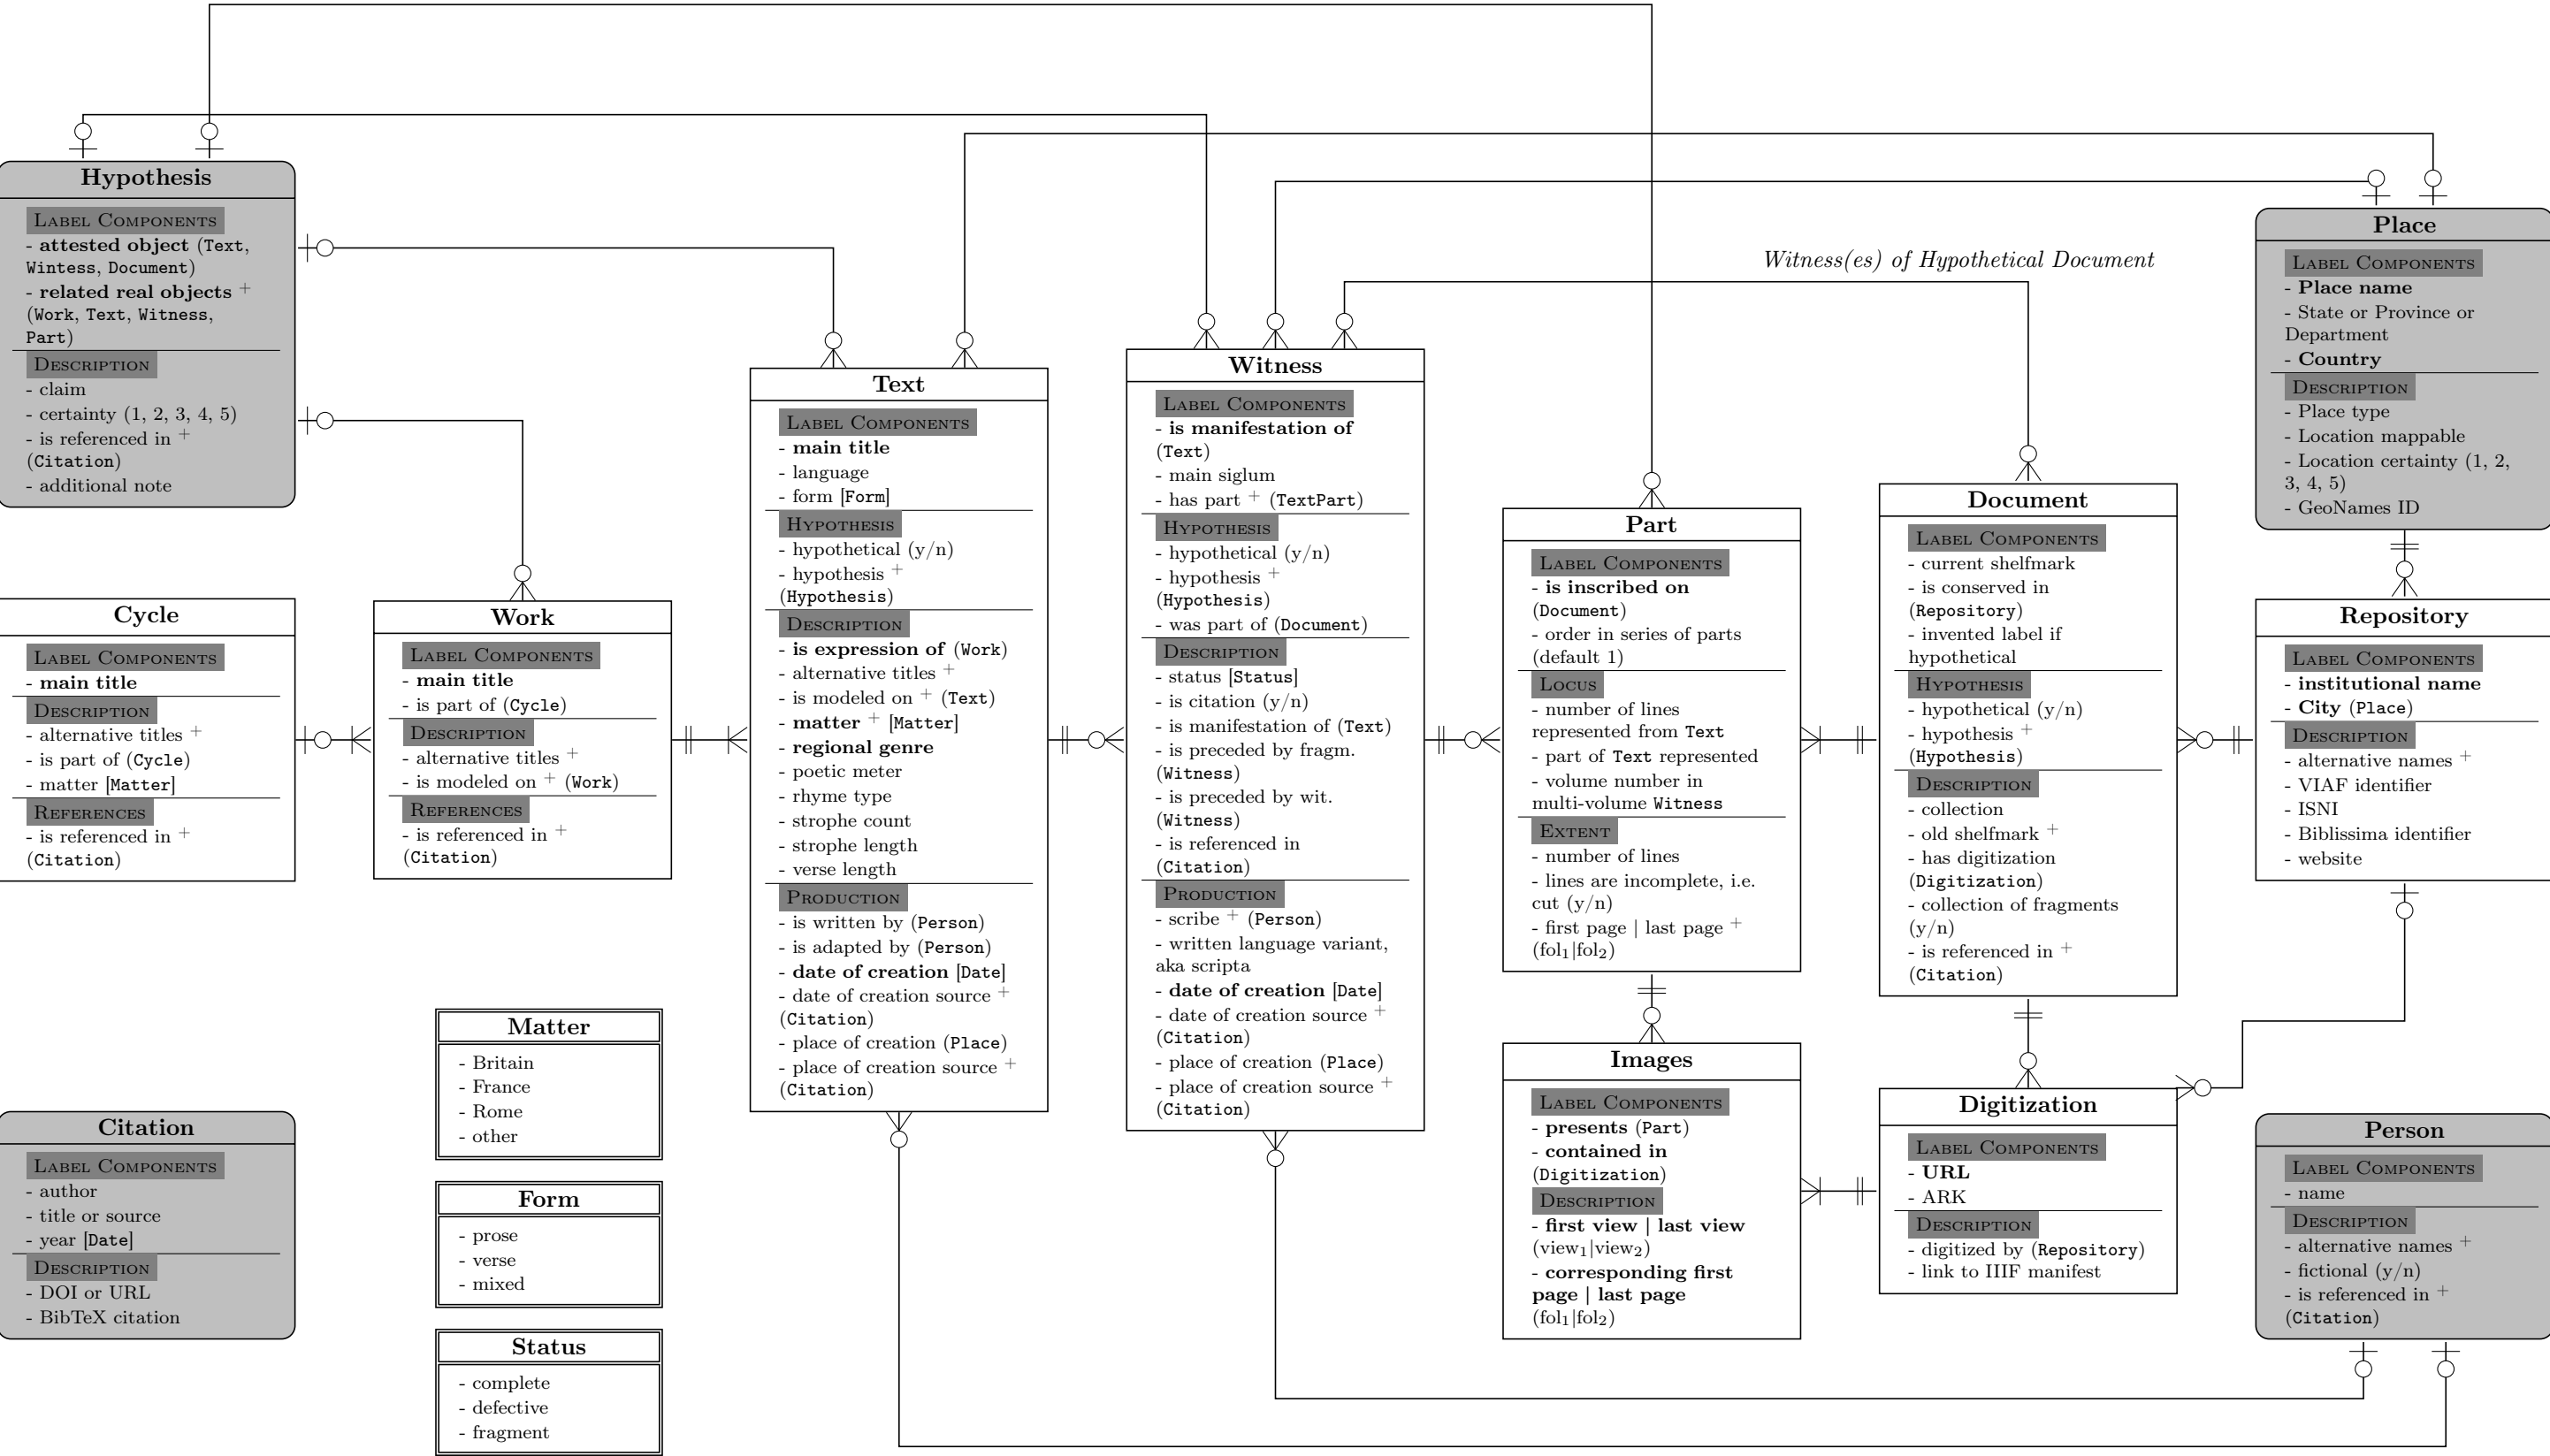 Hypothesis
Label Components
- attested object (Text,
Wintess, Document)
- related real objects +
(Work, Text, Witness,
Part)
Description
- claim
- certainty (1, 2, 3, 4, 5)
- is referenced in +
(Citation)
- additional note
Cycle
Label Components
- main title
Description
- alternative titles +
- is part of (Cycle)
- matter [Matter]
References
- is referenced in +
(Citation)
Citation
Label Components
- author
- title or source
- year [Date]
Description
- DOI or URL
- BibTeX citation
Work
Label Components
- main title
- is part of (Cycle)
Description
- alternative titles +
- is modeled on + (Work)
References
- is referenced in +
(Citation)
Matter
- Britain
- France
- Rome
- other
Form
- prose
- verse
- mixed
Status
- complete
- defective
- fragment
Text
Label Components
- main title
- language
- form [Form]
Hypothesis
- hypothetical (y/n)
- hypothesis +
(Hypothesis)
Description
- is expression of (Work)
- alternative titles +
- is modeled on + (Text)
- matter + [Matter]
- regional genre
- poetic meter
- rhyme type
- strophe count
- strophe length
- verse length
Production
- is written by (Person)
- is adapted by (Person)
- date of creation [Date]
- date of creation source +
(Citation)
- place of creation (Place)
- place of creation source +
(Citation)
Witness
Label Components
- is manifestation of
(Text)
- main siglum
- has part + (TextPart)
Hypothesis
- hypothetical (y/n)
- hypothesis +
(Hypothesis)
- was part of (Document)
Description
- status [Status]
- is citation (y/n)
- is manifestation of (Text)
- is preceded by fragm.
(Witness)
- is preceded by wit.
(Witness)
- is referenced in
(Citation)
Production
- scribe + (Person)
- written language variant,
aka scripta
- date of creation [Date]
- date of creation source +
(Citation)
- place of creation (Place)
- place of creation source +
(Citation)
Witness(es) of Hypothetical Document
Part
Label Components
- is inscribed on
(Document)
- order in series of parts
(default 1)
Locus
- number of lines
represented from Text
- part of Text represented
- volume number in
multi-volume Witness
Extent
- number of lines
- lines are incomplete, i.e.
cut (y/n)
- first page | last page +
(fol1|fol2)
Images
Label Components
- presents (Part)
- contained in
(Digitization)
Description
- first view | last view
(view1|view2)
- corresponding first
page | last page
(fol1|fol2)
Document
Label Components
- current shelfmark
- is conserved in
(Repository)
- invented label if
hypothetical
Hypothesis
- hypothetical (y/n)
- hypothesis +
(Hypothesis)
Description
- collection
- old shelfmark +
- has digitization
(Digitization)
- collection of fragments
(y/n)
- is referenced in +
(Citation)
Digitization
Label Components
- URL
- ARK
Description
- digitized by (Repository)
- link to IIIF manifest
Place
Label Components
- Place name
- State or Province or
Department
- Country
Description
- Place type
- Location mappable
- Location certainty (1, 2,
3, 4, 5)
- GeoNames ID
Repository
Label Components
- institutional name
- City (Place)
Description
- alternative names +
- VIAF identifier
- ISNI
- Biblissima identifier
- website
Person
Label Components
- name
Description
- alternative names +
- fictional (y/n)
- is referenced in +
(Citation)